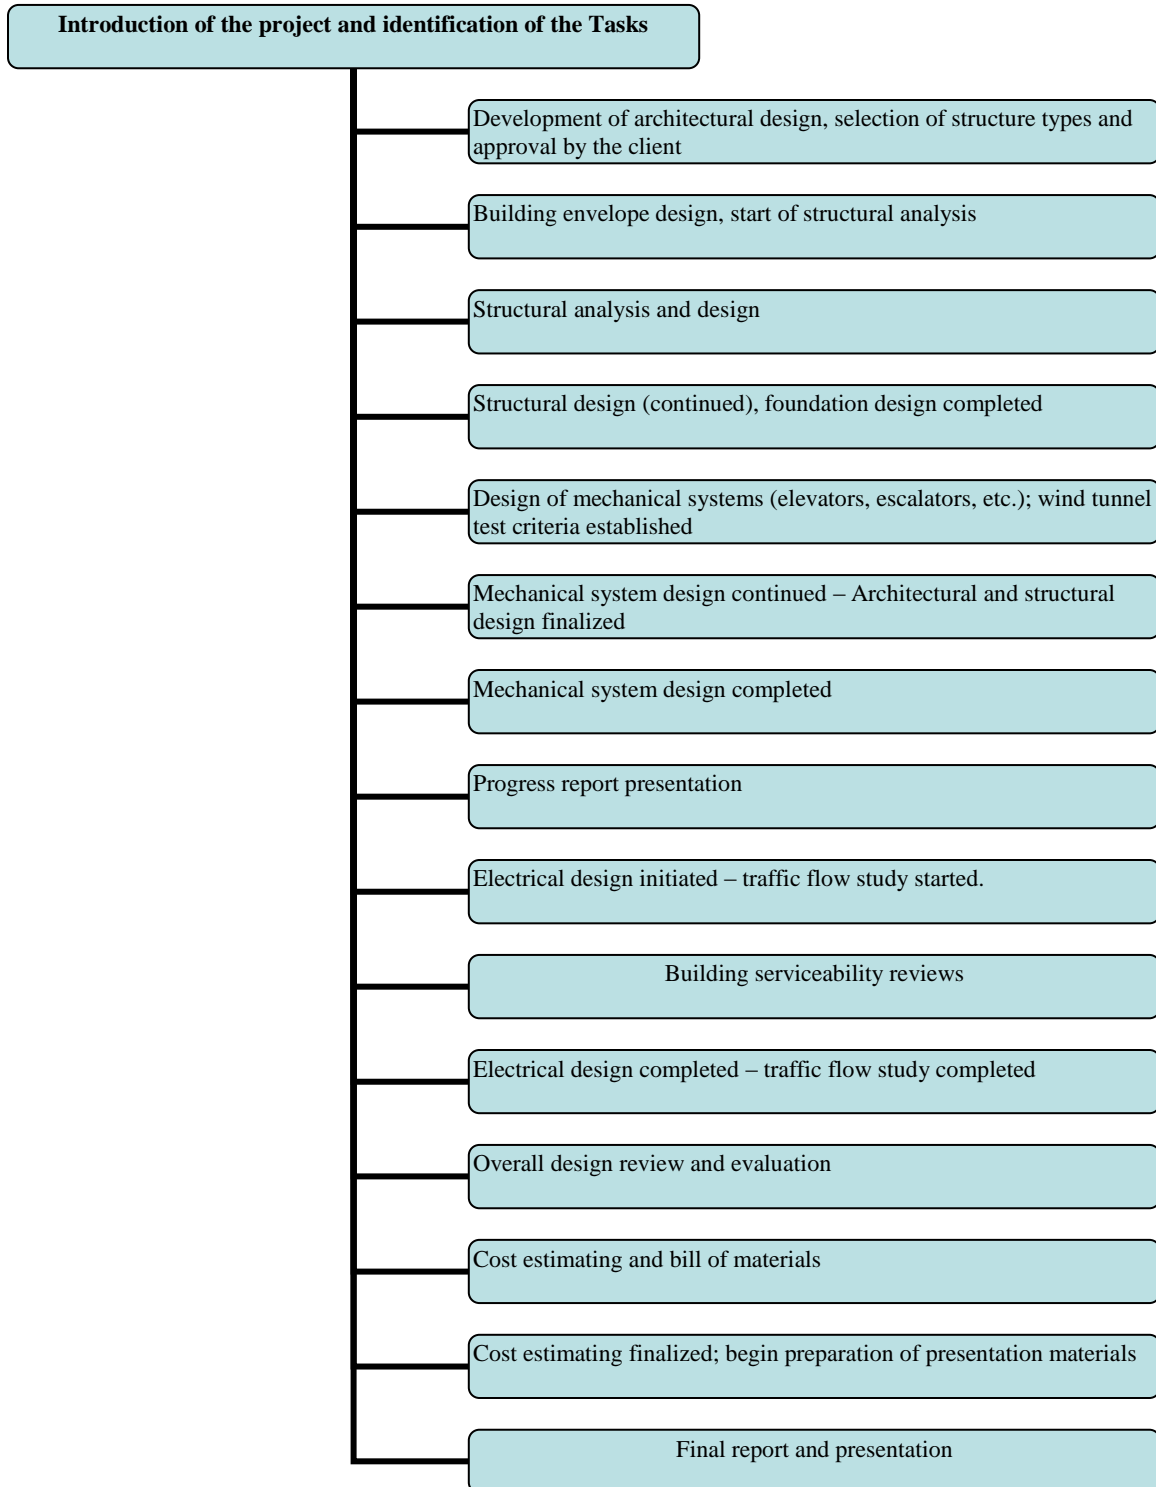 Introduction of the project and identification of the Tasks
Development of architectural design, selection of structure types and
approval by the client
Building envelope design, start of structural analysis
Structural analysis and design
Structural design (continued), foundation design completed
Design of mechanical systems (elevators, escalators, etc.); wind tunnel
test criteria established
Mechanical system design continued – Architectural and structural
design finalized
Mechanical system design completed
Progress report presentation
Electrical design initiated – traffic flow study started.
Building serviceability reviews
Electrical design completed – traffic flow study completed
Overall design review and evaluation
Cost estimating and bill of materials
Cost estimating finalized; begin preparation of presentation materials
Final report and presentation